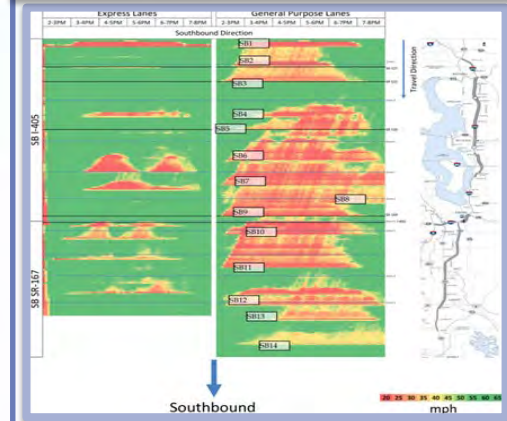 Express Lanes General Purpose Lanes
2-3PM 3-4PM 4-5PM 5-6PM 6-7PM 7-8PM 2-3PM 3-4PM 4-5PM 5-6PM 6-7PM 7-8PM
Southbound Direction
SB1
SB2
SB3
SB4
SB5
SB6
SB7
SB8
SB9
SB10
SB11
SB12
SB13
SB14
SB I-405
SB SR-167
Travel Direction
Southbound
20 25 30 35 40 45 50 55 60 65
mph